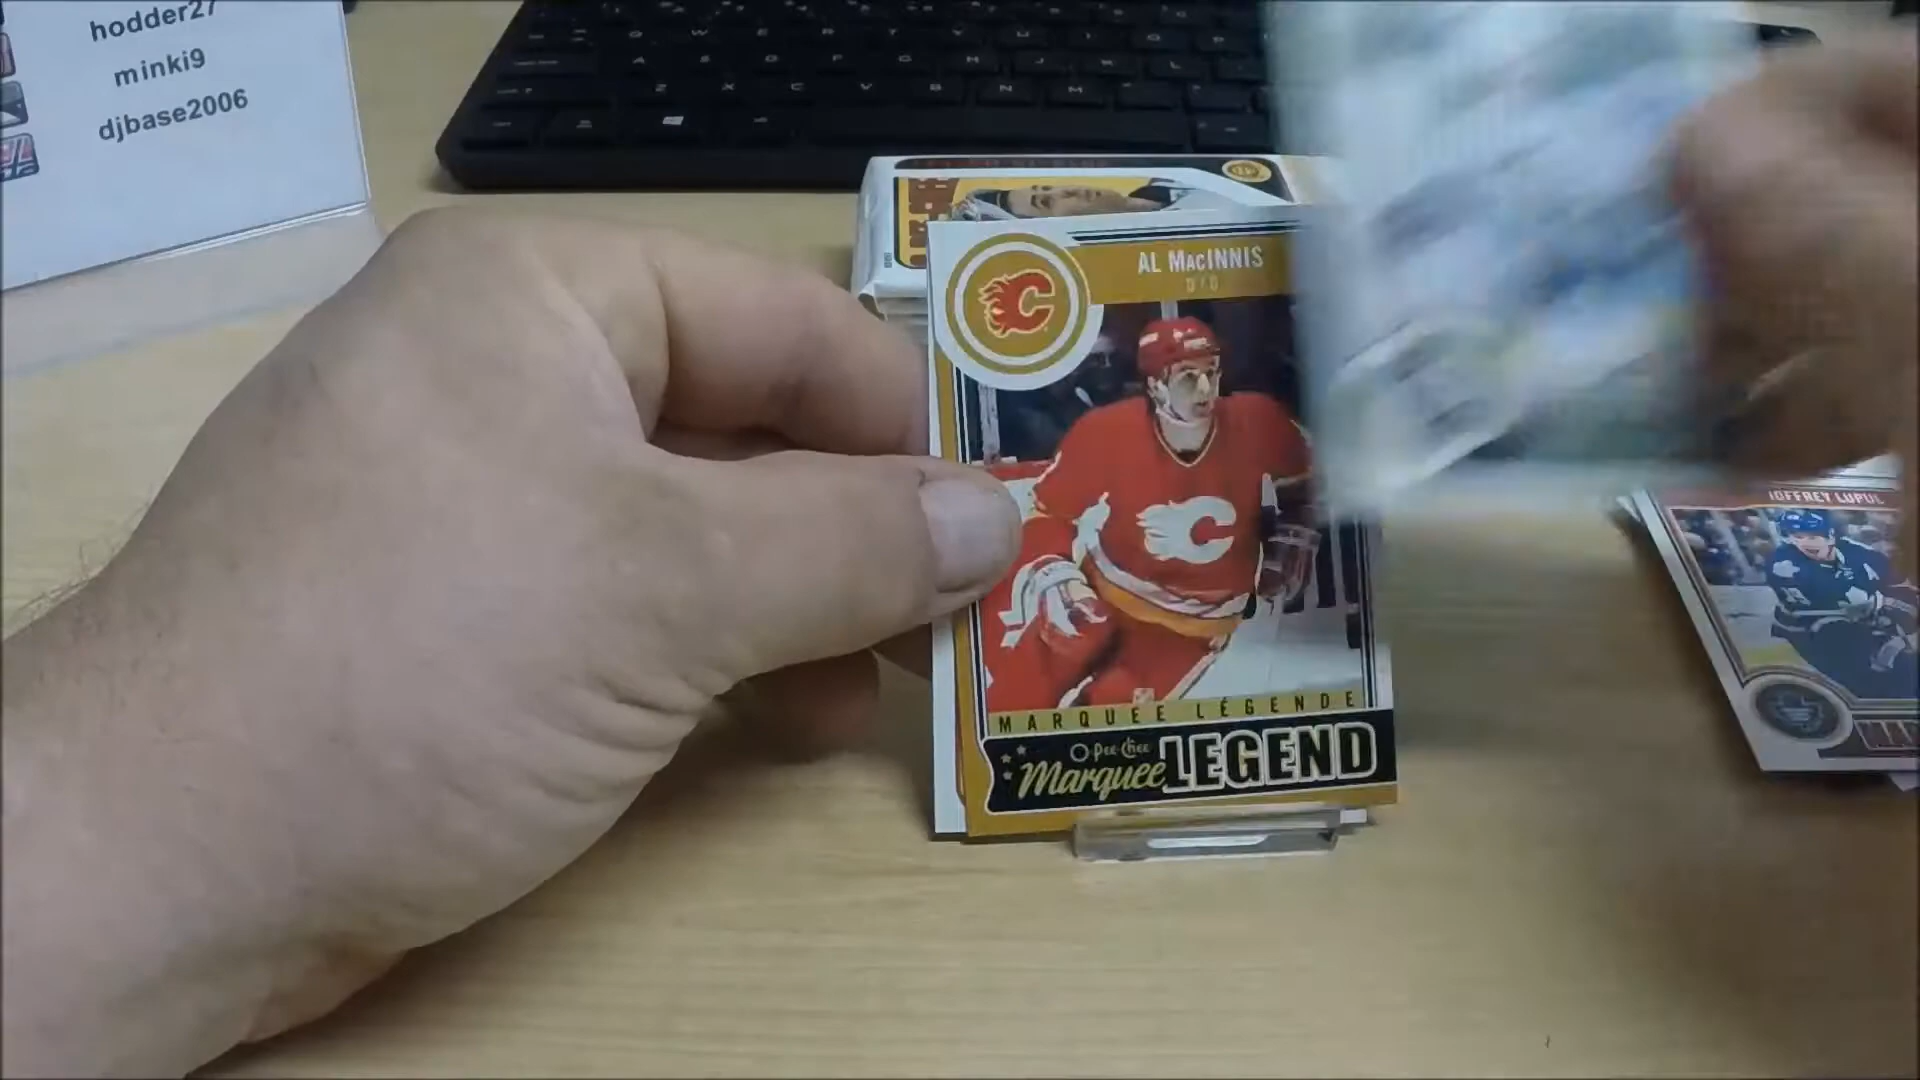 hodder27
minki9
djbase2006
Q W E R T Y U I O P
A S D F G H J K L
Z X C V B N M
AL MacINNIS
D/D
JOFFREY LUPUL
MARQUEE LÉGENDE
O-Pee-Chee
Marquee LEGEND